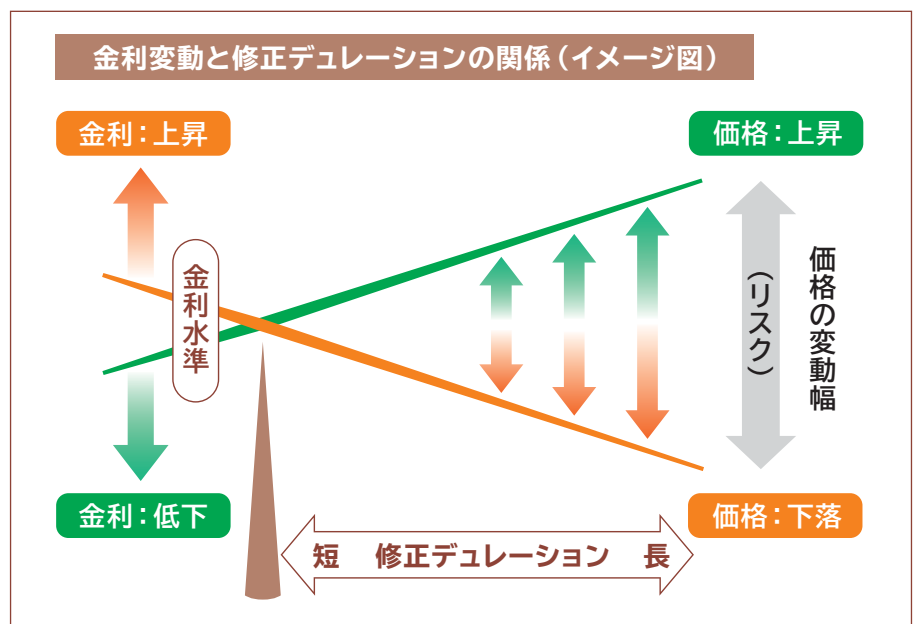 金利変動と修正デュレーションの関係（イメージ図）
金利：上昇
価格：上昇
金利水準
（リスク）
価格の変動幅
金利：低下
価格：下落
短 修正デュレーション 長